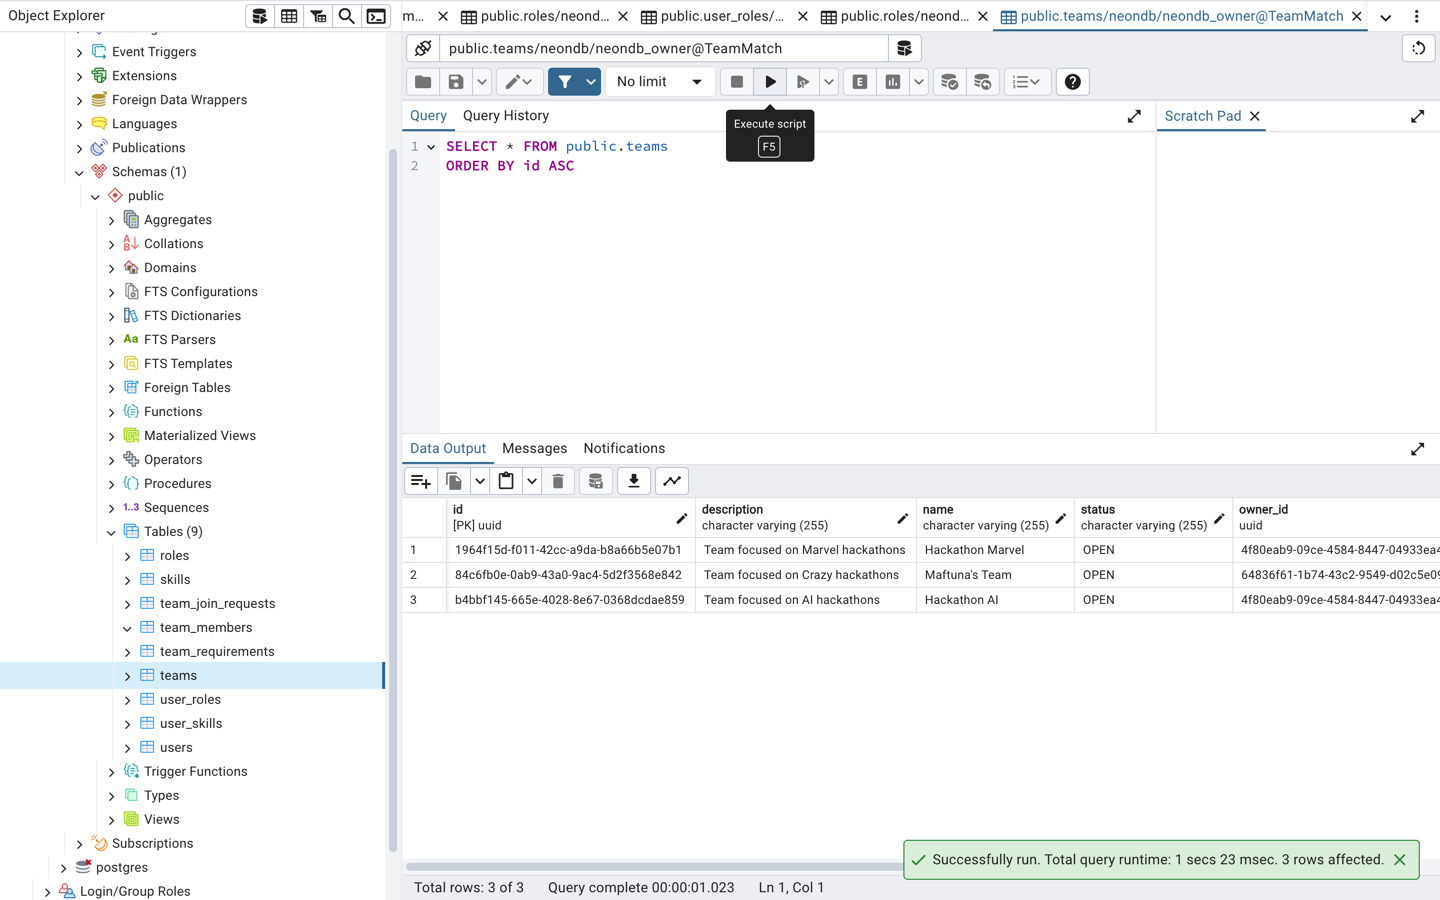 Object Explorer
Event Triggers
Extensions
Foreign Data Wrappers
Languages
Publications
Schemas (1)
public
Aggregates
Collations
Domains
FTS Configurations
FTS Dictionaries
Aa FTS Parsers
FTS Templates
Foreign Tables
Functions
Materialized Views
Operators
Procedures
1..3 Sequences
Tables (9)
roles
skills
team_join_requests
team_members
team_requirements
teams
user_roles
user_skills
users
Trigger Functions
Types
Views
Subscriptions
postgres
Login/Group Roles
m... public.roles/neond... public.user_roles/... public.roles/neond... public.teams/neondb/neondb_owner@TeamMatch
public.teams/neondb/neondb_owner@TeamMatch
No limit E
Query Query History
Execute script
F5
Scratch Pad
1 SELECT * FROM public.teams
2 ORDER BY id ASC
Data Output Messages Notifications
id description name status owner_id
[PK] uuid character varying (255) character varying (255) character varying (255) uuid
1 1964f15d-f011-42cc-a9da-b8a66b5e07b1 Team focused on Marvel hackathons Hackathon Marvel OPEN 4f80eab9-09ce-4584-8447-04933ea4
2 84c6fb0e-0ab9-43a0-9ac4-5d2f3568e842 Team focused on Crazy hackathons Maftuna's Team OPEN 64836f61-1b74-43c2-9549-d02c5e09
3 b4bbf145-665e-4028-8e67-0368dcdae859 Team focused on AI hackathons Hackathon AI OPEN 4f80eab9-09ce-4584-8447-04933ea4
Successfully run. Total query runtime: 1 secs 23 msec. 3 rows affected.
Total rows: 3 of 3 Query complete 00:00:01.023 Ln 1, Col 1